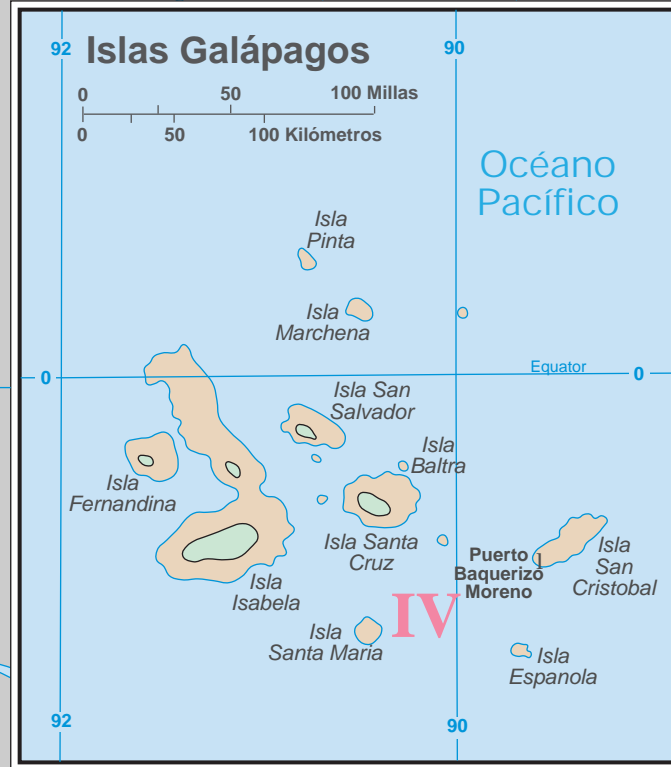 92
90
Islas Galápagos
0
50
100 Millas
0
50
100 Kilómetros
Océano
Pacífico
Isla
Pinta
Isla
Marchena
0
Equator
0
Isla San
Salvador
Isla
Baltra
Isla
Fernandina
Isla Santa
Cruz
Puerto
Baquerizo
Moreno
Isla
San
Cristobal
Isla
Isabela
IV
Isla
Santa Maria
Isla
Espanola
92
90